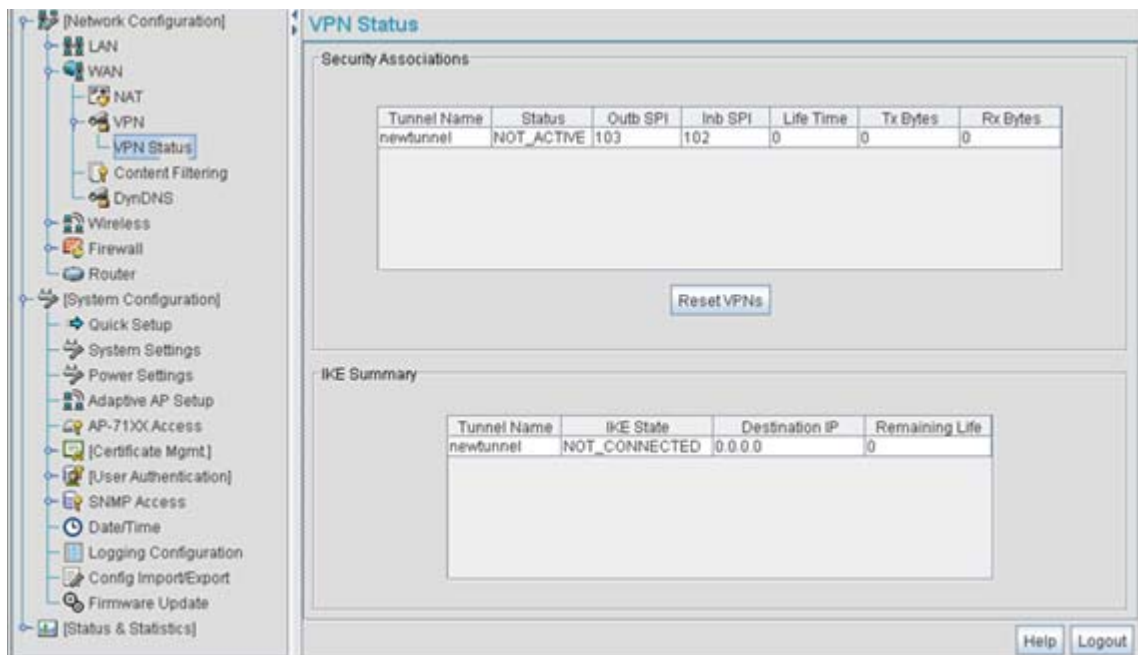 [Network Configuration]
LAN
WAN
NAT
VPN
VPN Status
Content Filtering
DynDNS
Wireless
Firewall
Router
[System Configuration]
Quick Setup
System Settings
Power Settings
Adaptive AP Setup
AP-71XX Access
[Certificate Mgmt.]
[User Authentication]
SNMP Access
Date/Time
Logging Configuration
Config Import/Export
Firmware Update
[Status & Statistics]
VPN Status
Security Associations
Tunnel Name Status Outb SPI Inb SPI Life Time Tx Bytes Rx Bytes
newtunnel NOT_ACTIVE 103 102 0 0 0
Reset VPNs
IKE Summary
Tunnel Name IKE State Destination IP Remaining Life
newtunnel NOT_CONNECTED 0.0.0.0 0
Help Logout